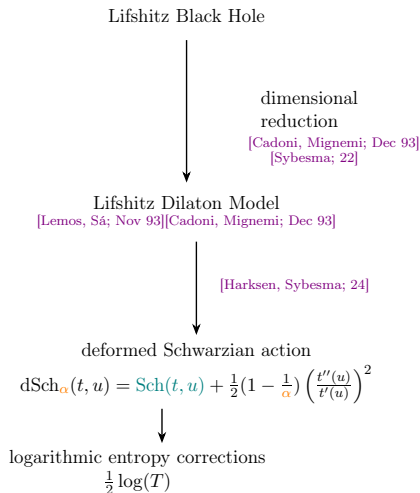 Lifshitz Black Hole
dimensional
reduction
[Cadoni, Mignemi; Dec 93]
[Sybesma; 22]
Lifshitz Dilaton Model
[Lemos, Sá; Nov 93][Cadoni, Mignemi; Dec 93]
[Harksen, Sybesma; 24]
deformed Schwarzian action
dSch_α(t, u) = Sch(t, u) + ½(1 − 1/α) (t''(u)/t'(u))²
logarithmic entropy corrections
½ log(T)